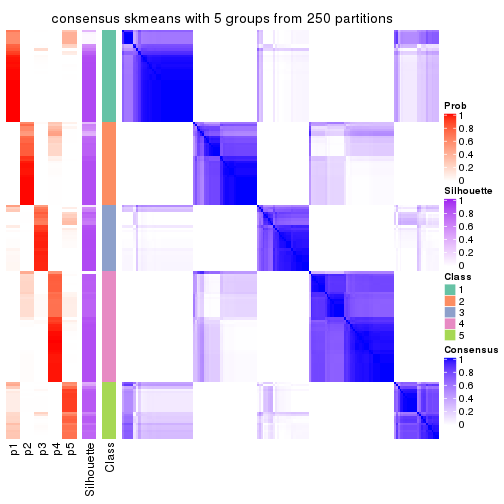 consensus skmeans with 5 groups from 250 partitions
Prob
1
0.8
0.6
0.4
0.2
0
Silhouette
1
0.8
0.6
0.4
0.2
0
Class
1
2
3
4
5
Consensus
1
0.8
0.6
0.4
0.2
0
p1
p2
p3
p4
p5
Silhouette
Class